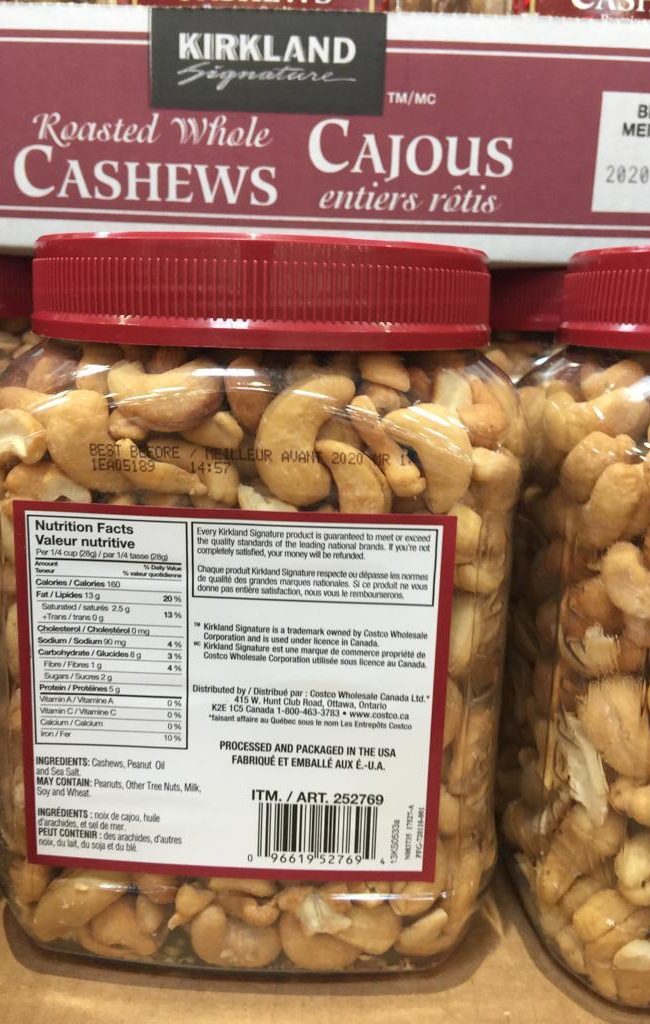 CASHEWS
CASH
KIRKLAND
Signature
TM/MC
Roasted Whole
CASHEWS
CAJOUS
entiers rôtis
2020
BEST BEFORE / MEILLEUR AVANT 2020
1EA05189 14:57
Nutrition Facts
Valeur nutritive
Per 1/4 cup (28g) / par 1/4 tasse (28g)
Amount % Daily Value
Teneur % valeur quotidienne
Calories / Calories 160
Fat / Lipides 13 g 20 %
Saturated / saturés 2.5 g
+Trans / trans 0 g 13 %
Cholesterol / Cholestérol 0 mg
Sodium / Sodium 90 mg 4 %
Carbohydrate / Glucides 8 g 3 %
Fibre / Fibres 1 g 4 %
Sugars / Sucres 2 g
Protein / Protéines 5 g
Vitamin A / Vitamine A 0 %
Vitamin C / Vitamine C 0 %
Calcium / Calcium 0 %
Iron / Fer 10 %
INGREDIENTS: Cashews, Peanut Oil
and Sea Salt.
MAY CONTAIN: Peanuts, Other Tree Nuts, Milk,
Soy and Wheat.
INGRÉDIENTS : noix de cajou, huile
d'arachides, et sel de mer.
PEUT CONTENIR : des arachides, d'autres
noix, du lait, du soja et du blé.
Every Kirkland Signature product is guaranteed to meet or exceed
the quality standards of the leading national brands. If you're not
completely satisfied, your money will be refunded.
Chaque produit Kirkland Signature respecte ou dépasse les normes
de qualité des grandes marques nationales. Si ce produit ne vous
donne pas entière satisfaction, nous vous le rembourserons.
TM Kirkland Signature is a trademark owned by Costco Wholesale
Corporation and is used under licence in Canada.
MC Kirkland Signature est une marque de commerce propriété de
Costco Wholesale Corporation utilisée sous licence au Canada.
Distributed by / Distribué par : Costco Wholesale Canada Ltd.*
415 W. Hunt Club Road, Ottawa, Ontario
K2E 1C5 Canada 1-800-463-3783 • www.costco.ca
*faisant affaire au Québec sous le nom Les Entrepôts Costco
PROCESSED AND PACKAGED IN THE USA
FABRIQUÉ ET EMBALLÉ AUX É.-U.A.
ITM. / ART. 252769
0 96619 52769 4